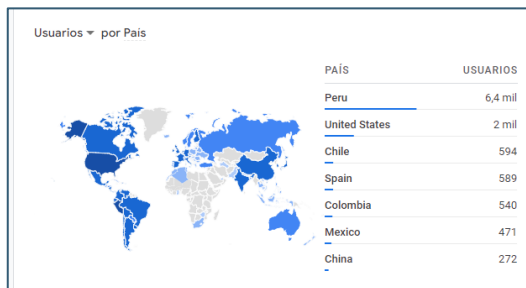 Usuarios por País
PAÍS USUARIOS
Peru 6,4 mil
United States 2 mil
Chile 594
Spain 589
Colombia 540
Mexico 471
China 272